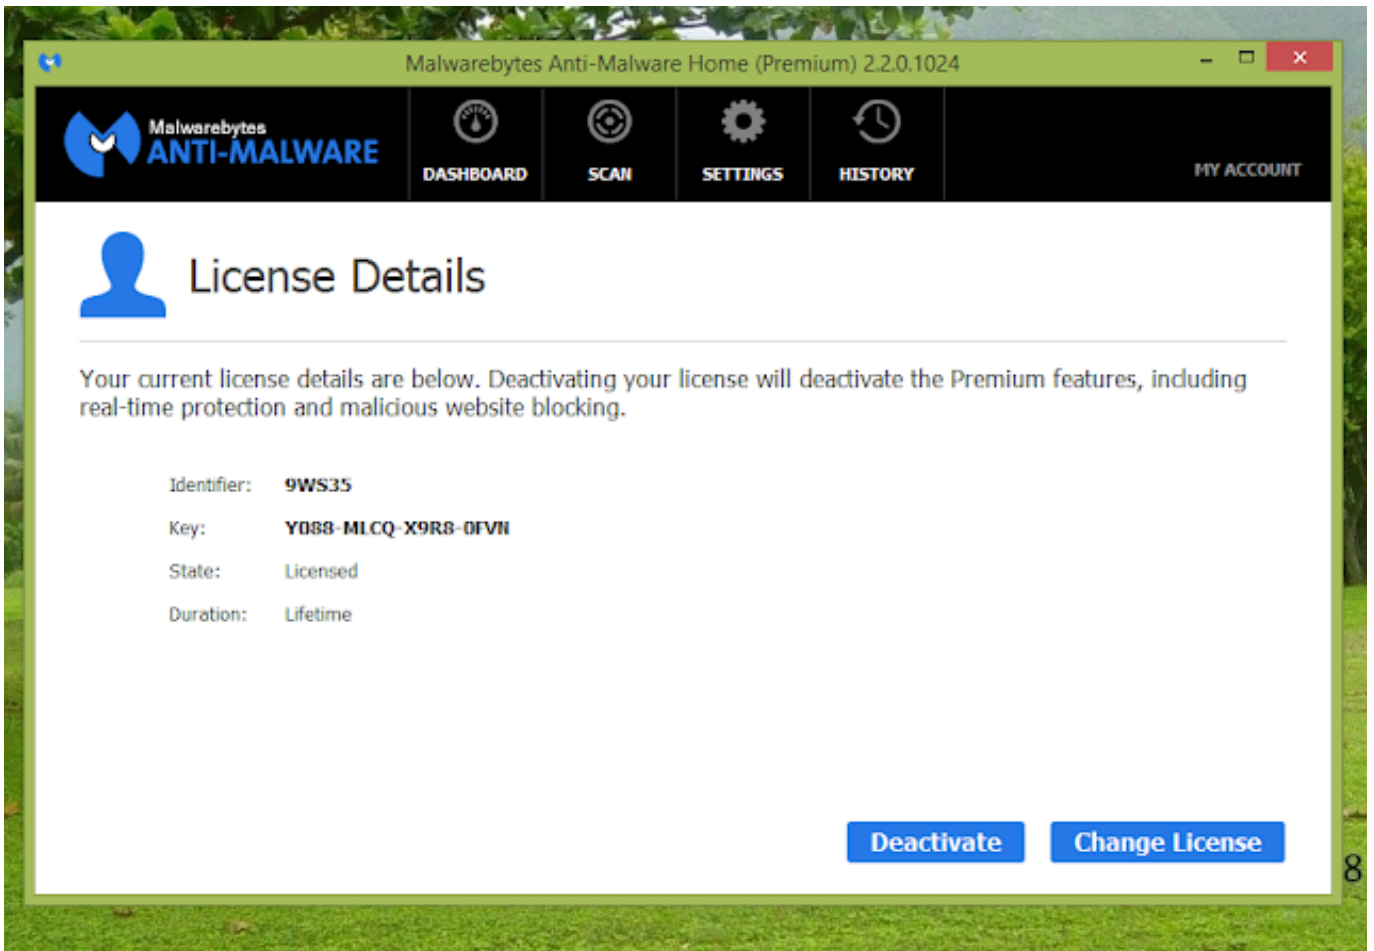 Malwarebytes Anti-Malware Home (Premium) 2.2.0.1024
Malwarebytes
ANTI-MALWARE
DASHBOARD
SCAN
SETTINGS
HISTORY
MY ACCOUNT
License Details
Your current license details are below. Deactivating your license will deactivate the Premium features, including
real-time protection and malicious website blocking.
Identifier: 9WS35
Key: Y088-MLCQ-X9R8-0FVN
State: Licensed
Duration: Lifetime
Deactivate
Change License
8